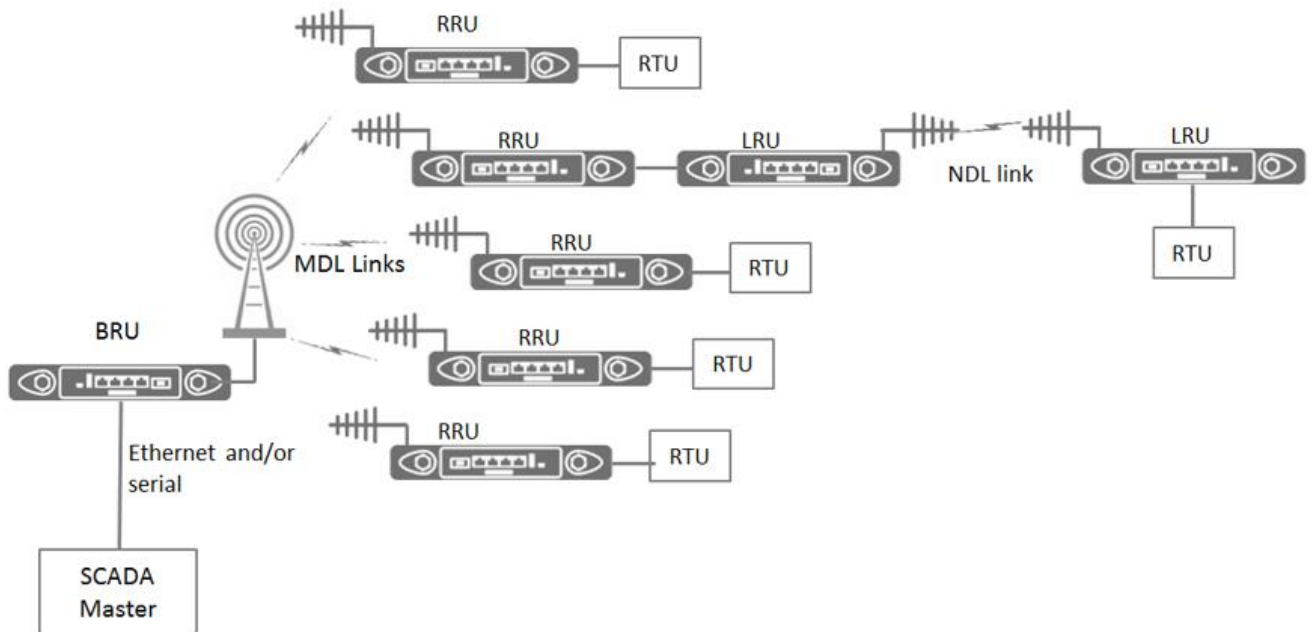 RRU
RTU
RRU
LRU
LRU
NDL link
RTU
RRU
MDL Links
RTU
BRU
RRU
RTU
RRU
Ethernet and/or
serial
RTU
SCADA
Master